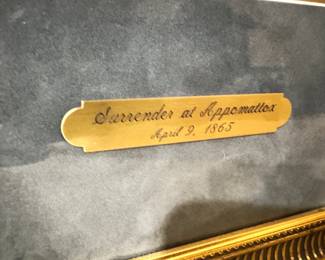 Surrender at Appomattox
April 9, 1865